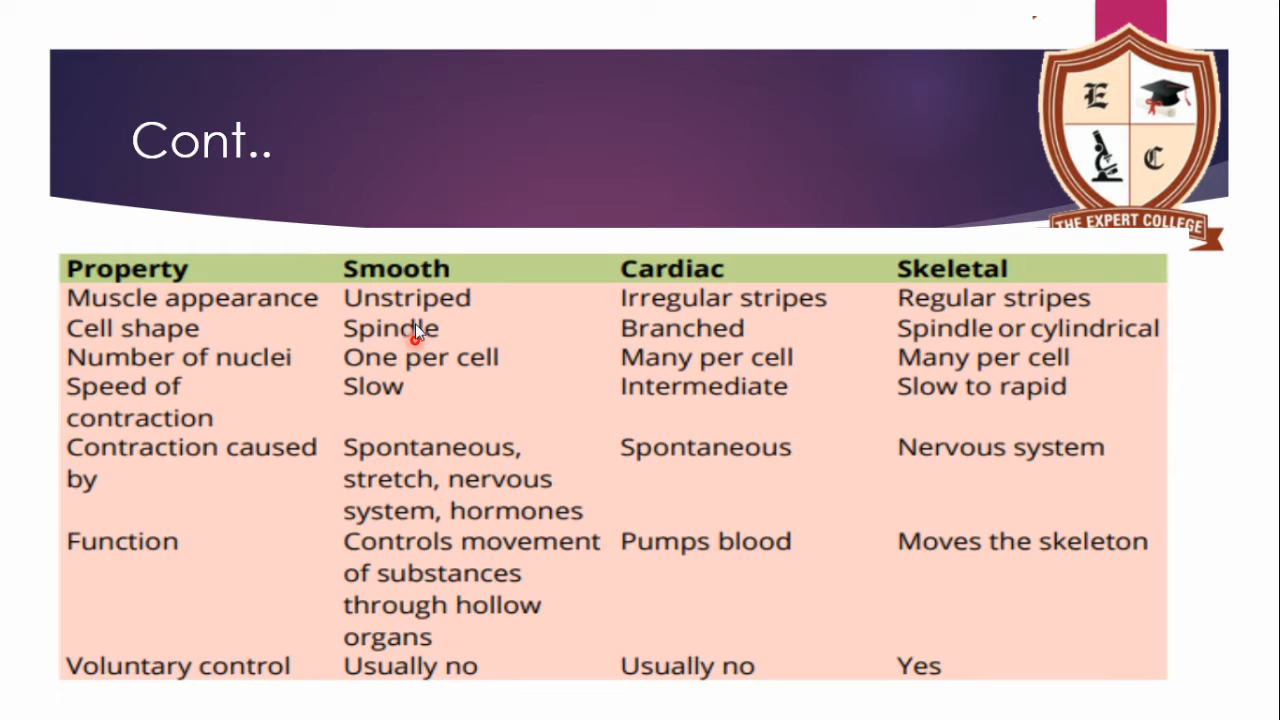 Cont..
E
C
THE EXPERT COLLEGE
Property Smooth Cardiac Skeletal
Muscle appearance Unstriped Irregular stripes Regular stripes
Cell shape Spindle Branched Spindle or cylindrical
Number of nuclei One per cell Many per cell Many per cell
Speed of Slow Intermediate Slow to rapid
contraction
Contraction caused Spontaneous, Spontaneous Nervous system
by stretch, nervous
system, hormones
Function Controls movement Pumps blood Moves the skeleton
of substances
through hollow
organs
Voluntary control Usually no Usually no Yes